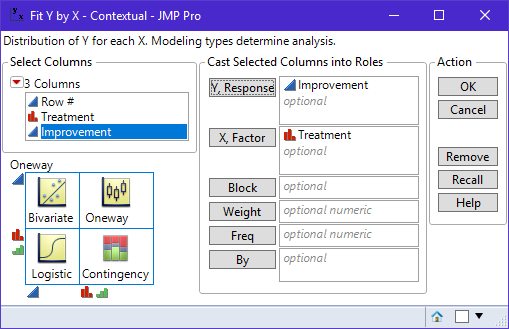 Fit Y by X - Contextual - JMP Pro
Distribution of Y for each X. Modeling types determine analysis.
Select Columns
3 Columns
Row #
Treatment
Improvement
Oneway
Bivariate
Oneway
Logistic
Contingency
Cast Selected Columns into Roles
Y, Response
Improvement
optional
X, Factor
Treatment
optional
Block
optional
Weight
optional numeric
Freq
optional numeric
By
optional
Action
OK
Cancel
Remove
Recall
Help